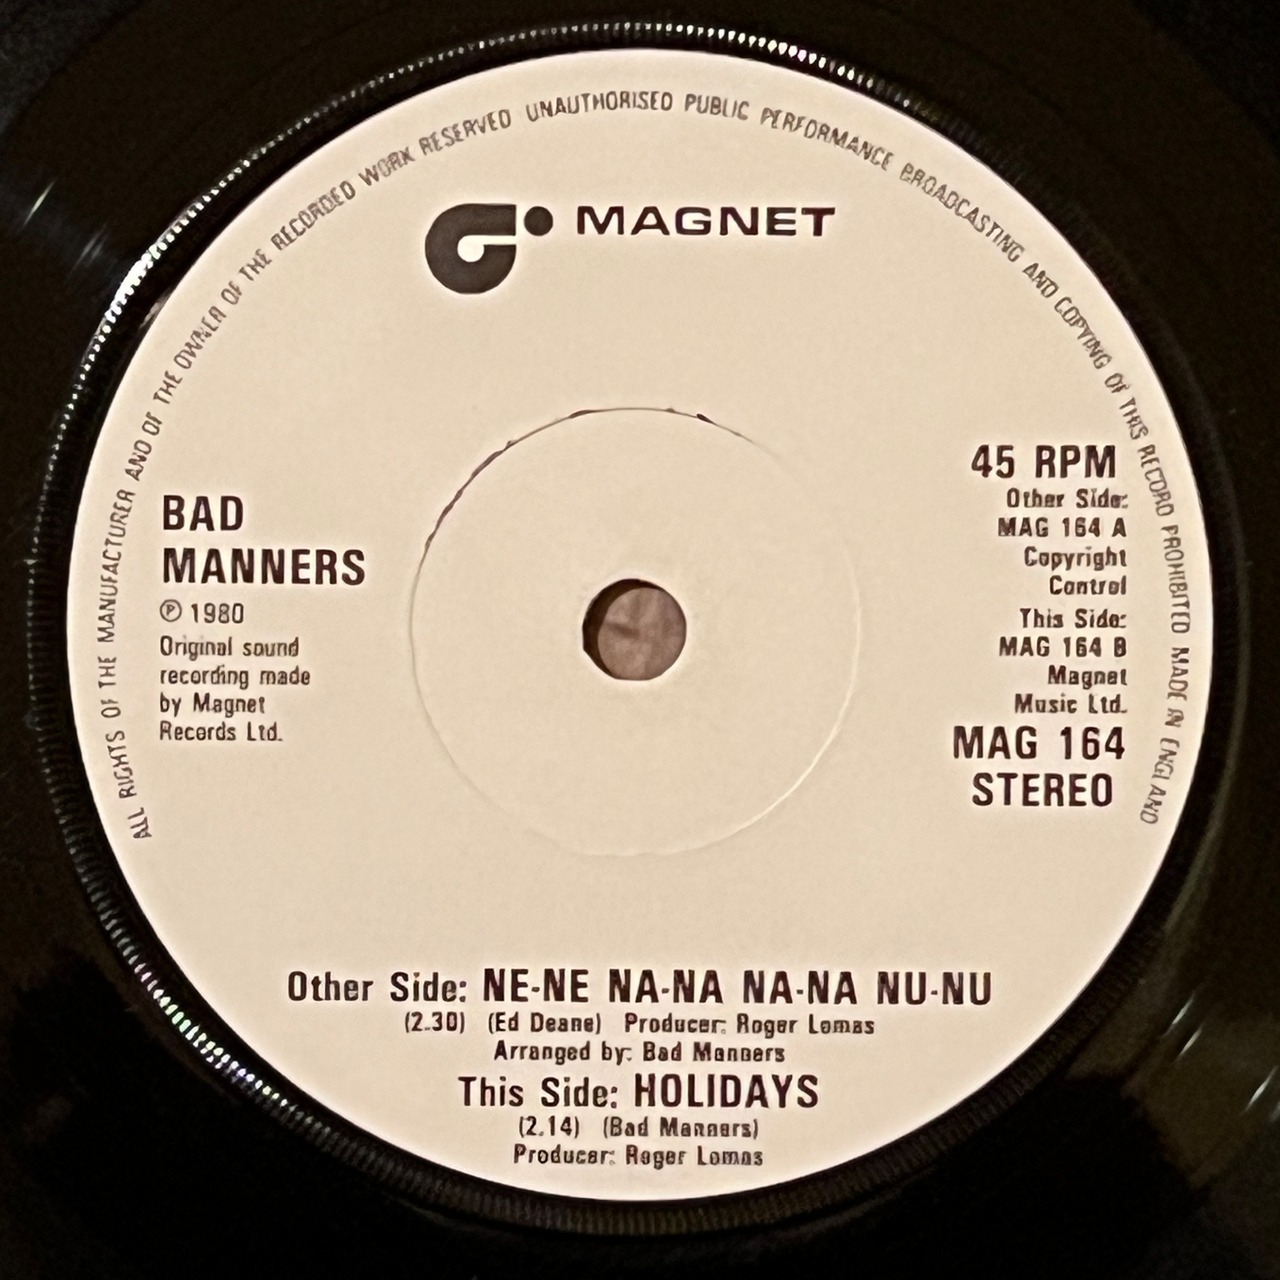 ALL RIGHTS OF THE MANUFACTURER AND OF THE OWNER OF THE RECORDED WORK RESERVED UNAUTHORISED PUBLIC PERFORMANCE BROADCASTING AND COPYING OF THIS RECORD PROHIBITED MADE IN ENGLAND
MAGNET
BAD
MANNERS
Ⓟ 1980
Original sound
recording made
by Magnet
Records Ltd.
45 RPM
Other Side:
MAG 164 A
Copyright
Control
This Side:
MAG 164 B
Magnet
Music Ltd.
MAG 164
STEREO
Other Side: NE-NE NA-NA NA-NA NU-NU
(2.30) (Ed Deane) Producer: Roger Lomas
Arranged by: Bad Manners
This Side: HOLIDAYS
(2.14) (Bad Manners)
Producer: Roger Lomas